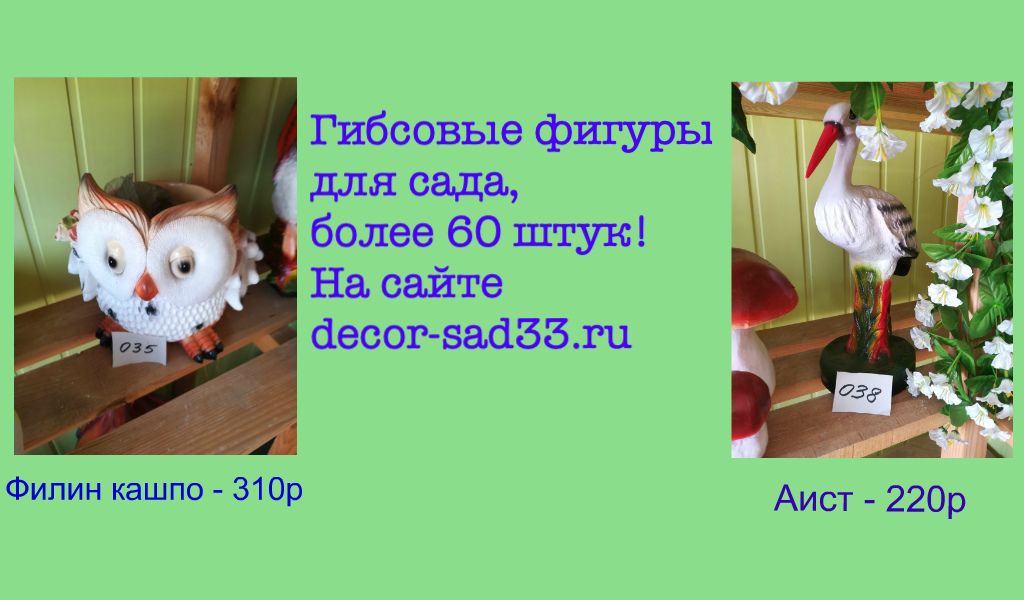 Гибсовые фигуры
для сада,
более 60 штук!
На сайте
decor-sad33.ru
035
038
Филин кашпо - 310р
Аист - 220р